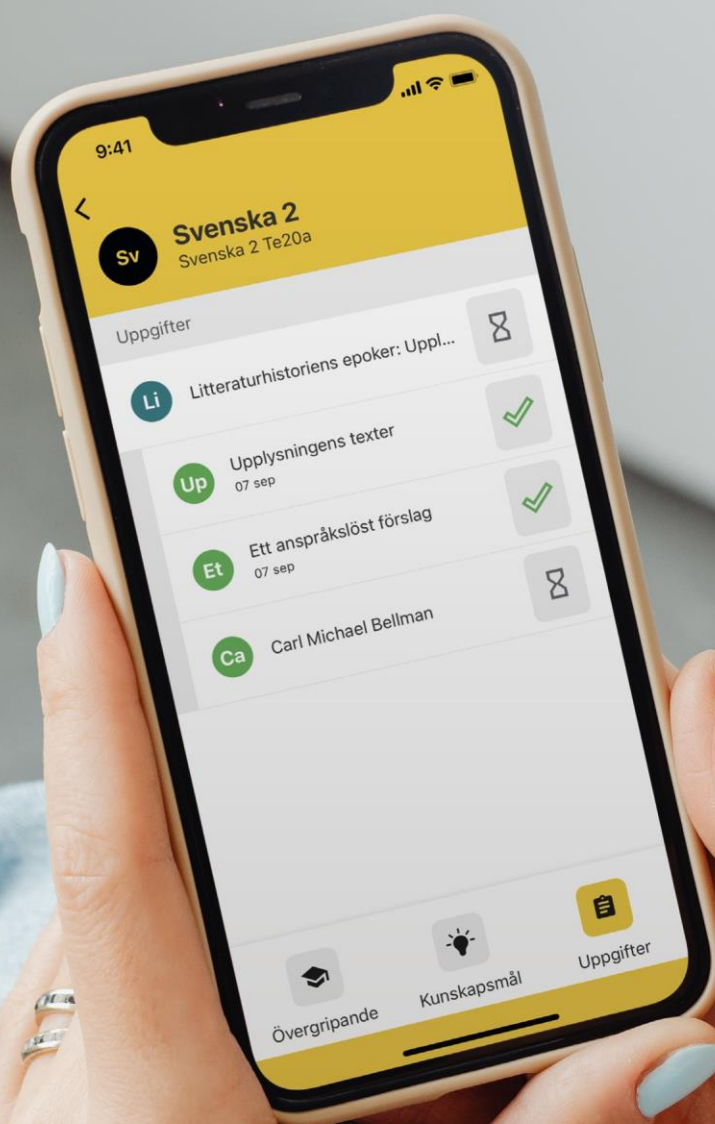 9:41
Sv
Svenska 2
Svenska 2 Te20a
Uppgifter
Li
Litteraturhistoriens epoker: Uppl...
Up
Upplysningens texter
07 sep
Et
Ett anspråkslöst förslag
07 sep
Ca
Carl Michael Bellman
Övergripande
Kunskapsmål
Uppgifter